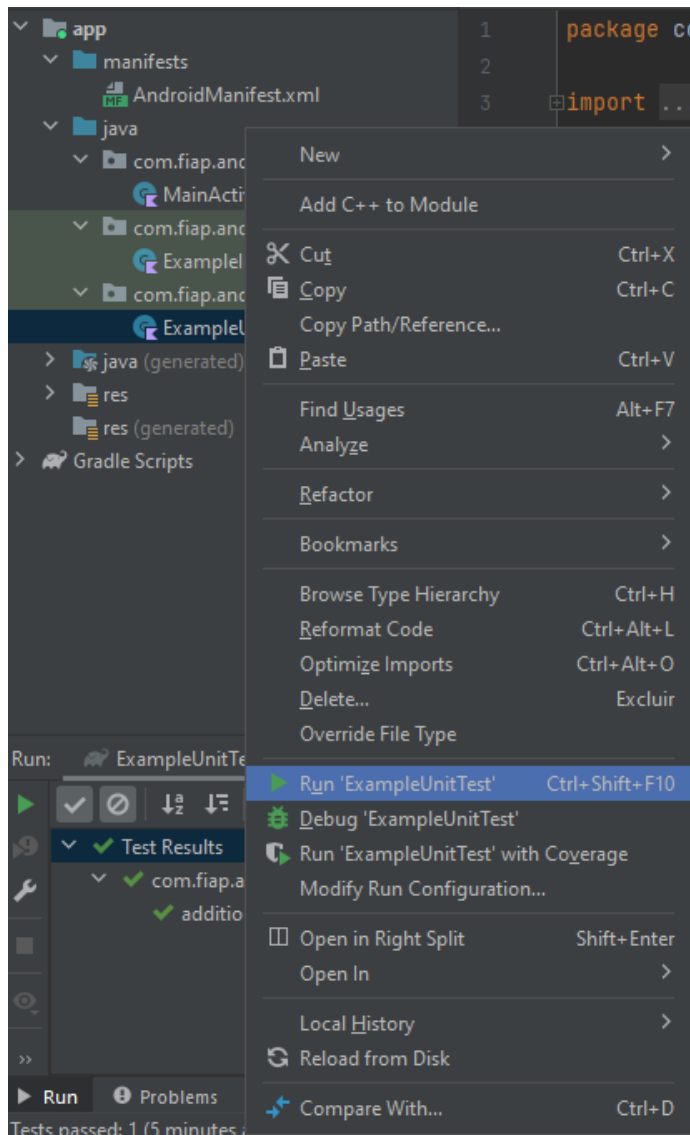 app
manifests
AndroidManifest.xml
java
com.fiap.and
MainActi
com.fiap.and
ExampleI
com.fiap.and
ExampleU
java (generated)
res
res (generated)
Gradle Scripts
1 package co
2
3 import ...
New
Add C++ to Module
Cut Ctrl+X
Copy Ctrl+C
Copy Path/Reference...
Paste Ctrl+V
Find Usages Alt+F7
Analyze
Refactor
Bookmarks
Browse Type Hierarchy Ctrl+H
Reformat Code Ctrl+Alt+L
Optimize Imports Ctrl+Alt+O
Delete... Excluir
Override File Type
Run 'ExampleUnitTest' Ctrl+Shift+F10
Debug 'ExampleUnitTest'
Run 'ExampleUnitTest' with Coverage
Modify Run Configuration...
Open in Right Split Shift+Enter
Open In
Local History
Reload from Disk
Compare With... Ctrl+D
Run: ExampleUnitTe
Test Results
com.fiap.a
additio
Run Problems
Tests passed: 1 (5 minutes a